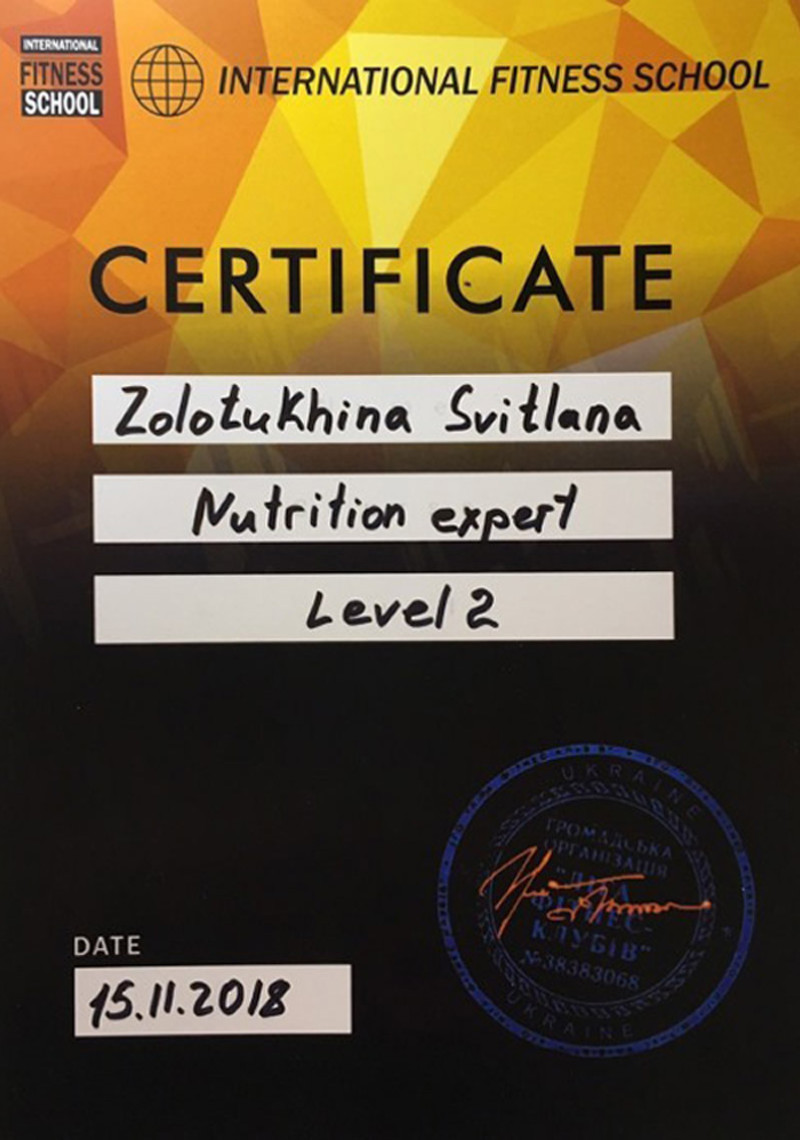 INTERNATIONAL
FITNESS
SCHOOL
INTERNATIONAL FITNESS SCHOOL
CERTIFICATE
Zolotukhina Svitlana
Nutrition expert
Level 2
UKRAINE
ГРОМАДСЬКА
ОРГАНІЗАЦІЯ
ФІТНЕС-
КЛУБІВ"
№38383068
UKRAINE
DATE
15.11.2018